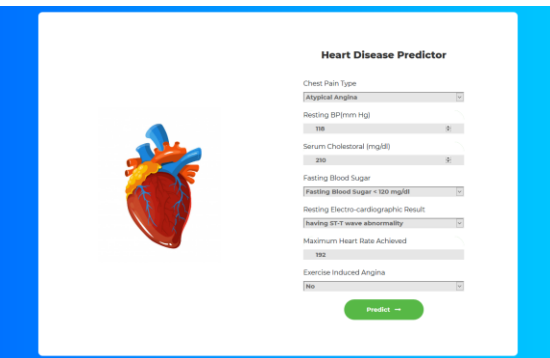 Heart Disease Predictor
Chest Pain Type
Atypical Angina
Resting BP(mm Hg)
118
Serum Cholestoral (mg/dl)
210
Fasting Blood Sugar
Fasting Blood Sugar < 120 mg/dl
Resting Electro-cardiographic Result
having ST-T wave abnormality
Maximum Heart Rate Achieved
192
Exercise Induced Angina
No
Predict →